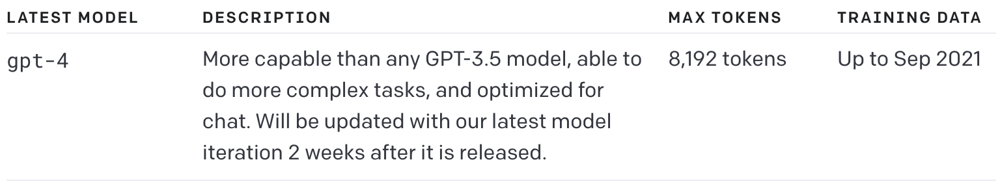 LATEST MODEL DESCRIPTION MAX TOKENS TRAINING DATA
gpt-4 More capable than any GPT-3.5 model, able to 8,192 tokens Up to Sep 2021
do more complex tasks, and optimized for
chat. Will be updated with our latest model
iteration 2 weeks after it is released.